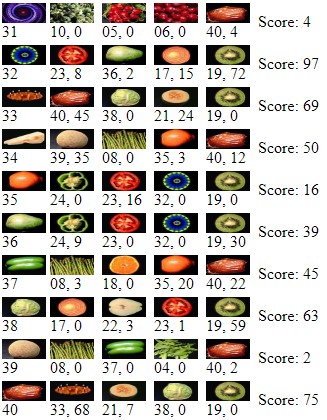 Score: 4
31 10, 0 05, 0 06, 0 40, 4
Score: 97
32 23, 8 36, 2 17, 15 19, 72
Score: 69
33 40, 45 38, 0 21, 24 19, 0
Score: 50
34 39, 35 08, 0 35, 3 40, 12
Score: 16
35 24, 0 23, 16 32, 0 19, 0
Score: 39
36 24, 9 23, 0 32, 0 19, 30
Score: 45
37 08, 3 18, 0 35, 20 40, 22
Score: 63
38 17, 0 22, 3 23, 1 19, 59
Score: 2
39 08, 0 37, 0 04, 0 40, 2
Score: 75
40 33, 68 21, 7 38, 0 19, 0